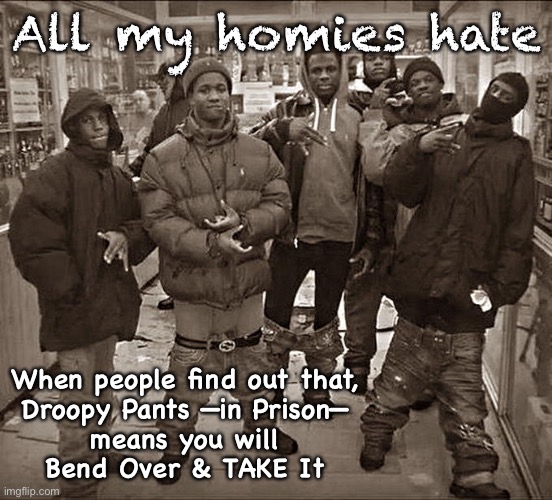 All my homies hate
When people find out that,
Droopy Pants —in Prison—
means you will
Bend Over & TAKE It
imgflip.com